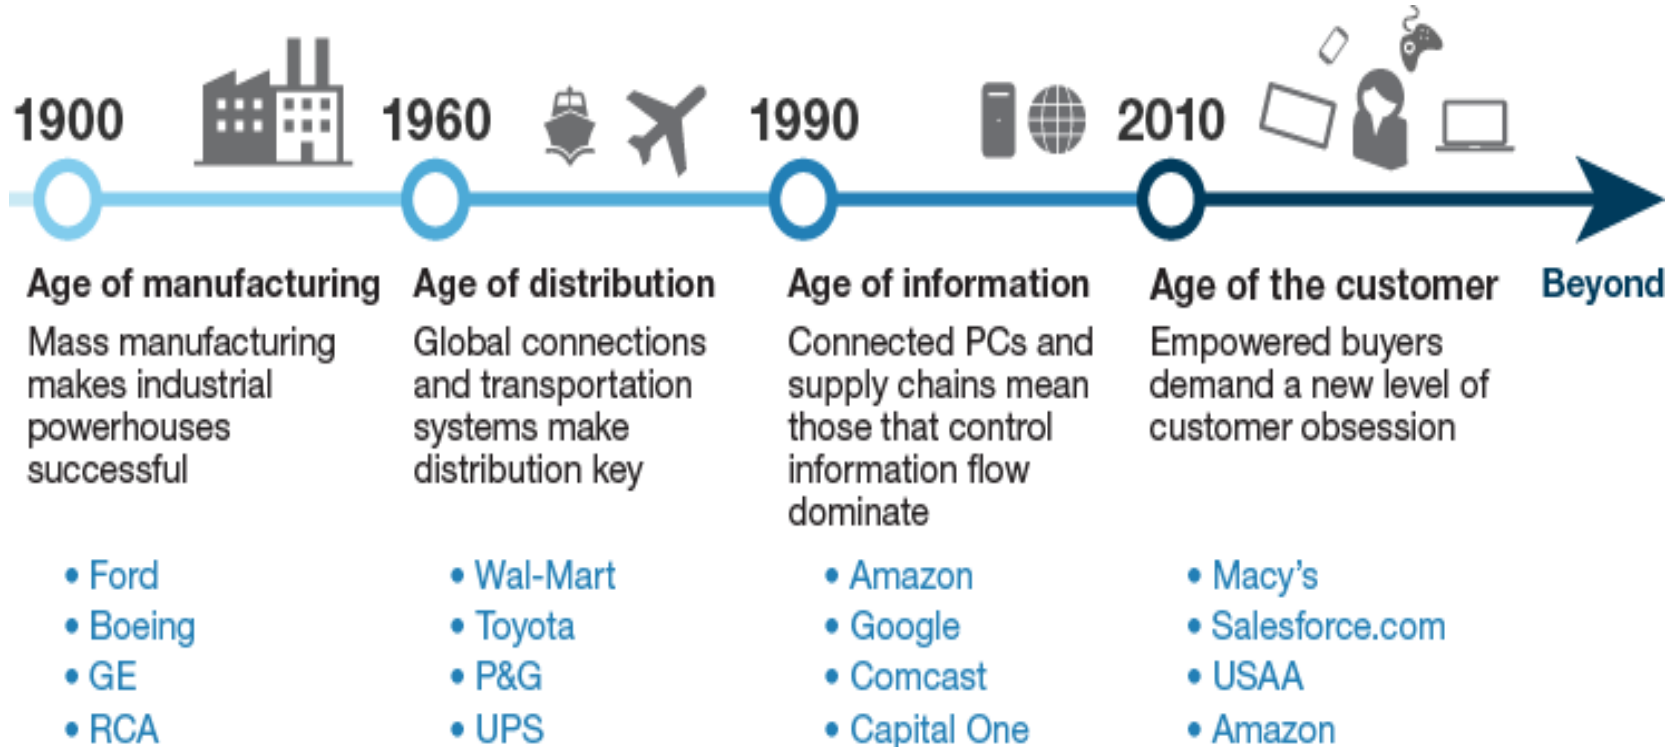 1900
1960
1990
2010
Age of manufacturing
Mass manufacturing
makes industrial
powerhouses
successful
• Ford
• Boeing
• GE
• RCA
Age of distribution
Global connections
and transportation
systems make
distribution key
• Wal-Mart
• Toyota
• P&G
• UPS
Age of information
Connected PCs and
supply chains mean
those that control
information flow
dominate
• Amazon
• Google
• Comcast
• Capital One
Age of the customer
Empowered buyers
demand a new level of
customer obsession
• Macy's
• Salesforce.com
• USAA
• Amazon
Beyond